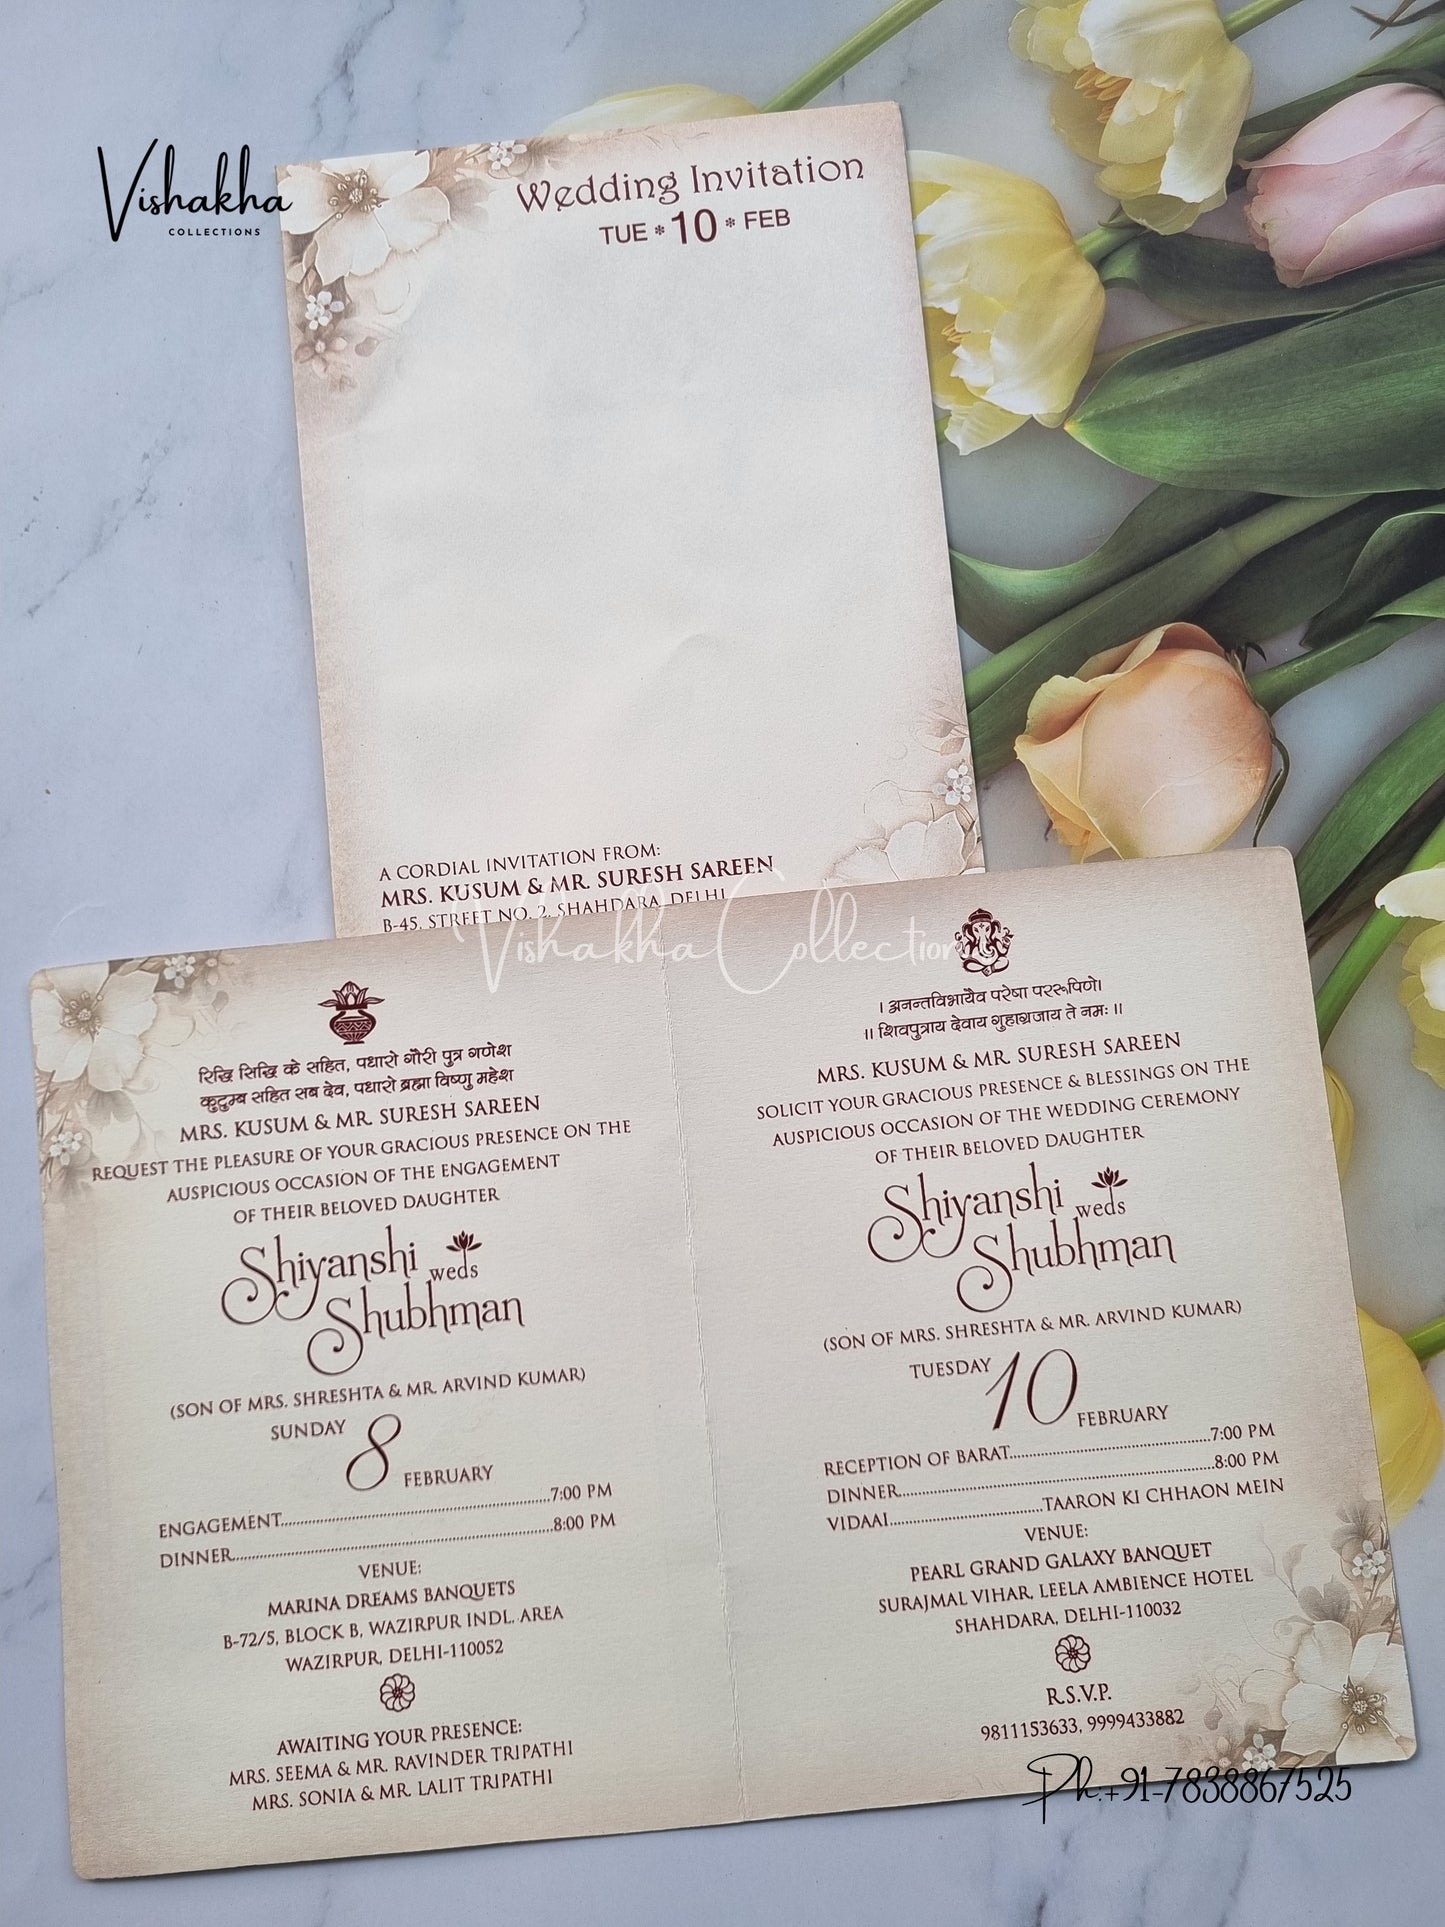 Vishakha
COLLECTIONS
Wedding Invitation
TUE * 10 * FEB
A CORDIAL INVITATION FROM:
MRS. KUSUM & MR. SURESH SAREEN
B-45, STREET NO. 2, SHAHDARA, DELHI
Vishakha Collection
रिद्धि सिद्धि के सहित, पधारो गौरी पुत्र गणेश
कुटुम्ब सहित सब देव, पधारो ब्रह्मा विष्णु महेश
MRS. KUSUM & MR. SURESH SAREEN
REQUEST THE PLEASURE OF YOUR GRACIOUS PRESENCE ON THE
AUSPICIOUS OCCASION OF THE ENGAGEMENT
OF THEIR BELOVED DAUGHTER
Shiyanshi
weds
Shubhman
(SON OF MRS. SHRESHTA & MR. ARVIND KUMAR)
SUNDAY 8 FEBRUARY
ENGAGEMENT...7:00 PM
DINNER...8:00 PM
VENUE:
MARINA DREAMS BANQUETS
B-72/5, BLOCK B, WAZIRPUR INDL. AREA
WAZIRPUR, DELHI-110052
AWAITING YOUR PRESENCE:
MRS. SEEMA & MR. RAVINDER TRIPATHI
MRS. SONIA & MR. LALIT TRIPATHI
। अनन्तविभायैव परेषा पररूपिणे।
।। शिवपुत्राय देवाय गुहाग्रजाय ते नमः ।।
MRS. KUSUM & MR. SURESH SAREEN
SOLICIT YOUR GRACIOUS PRESENCE & BLESSINGS ON THE
AUSPICIOUS OCCASION OF THE WEDDING CEREMONY
OF THEIR BELOVED DAUGHTER
Shiyanshi
weds
Shubhman
(SON OF MRS. SHRESHTA & MR. ARVIND KUMAR)
TUESDAY 10 FEBRUARY
RECEPTION OF BARAT...7:00 PM
DINNER...8:00 PM
VIDAAI...TAARON KI CHHAON MEIN
VENUE:
PEARL GRAND GALAXY BANQUET
SURAJMAL VIHAR, LEELA AMBIENCE HOTEL
SHAHDARA, DELHI-110032
R.S.V.P.
9811153633, 9999433882
Ph.:+91-7838867525